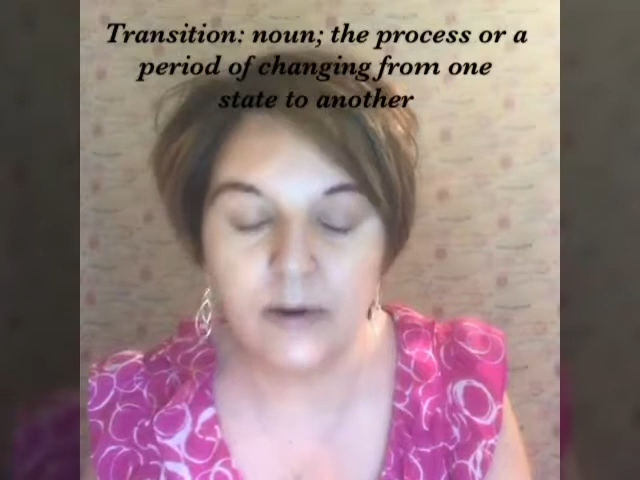 Transition: noun; the process or a
period of changing from one
state to another